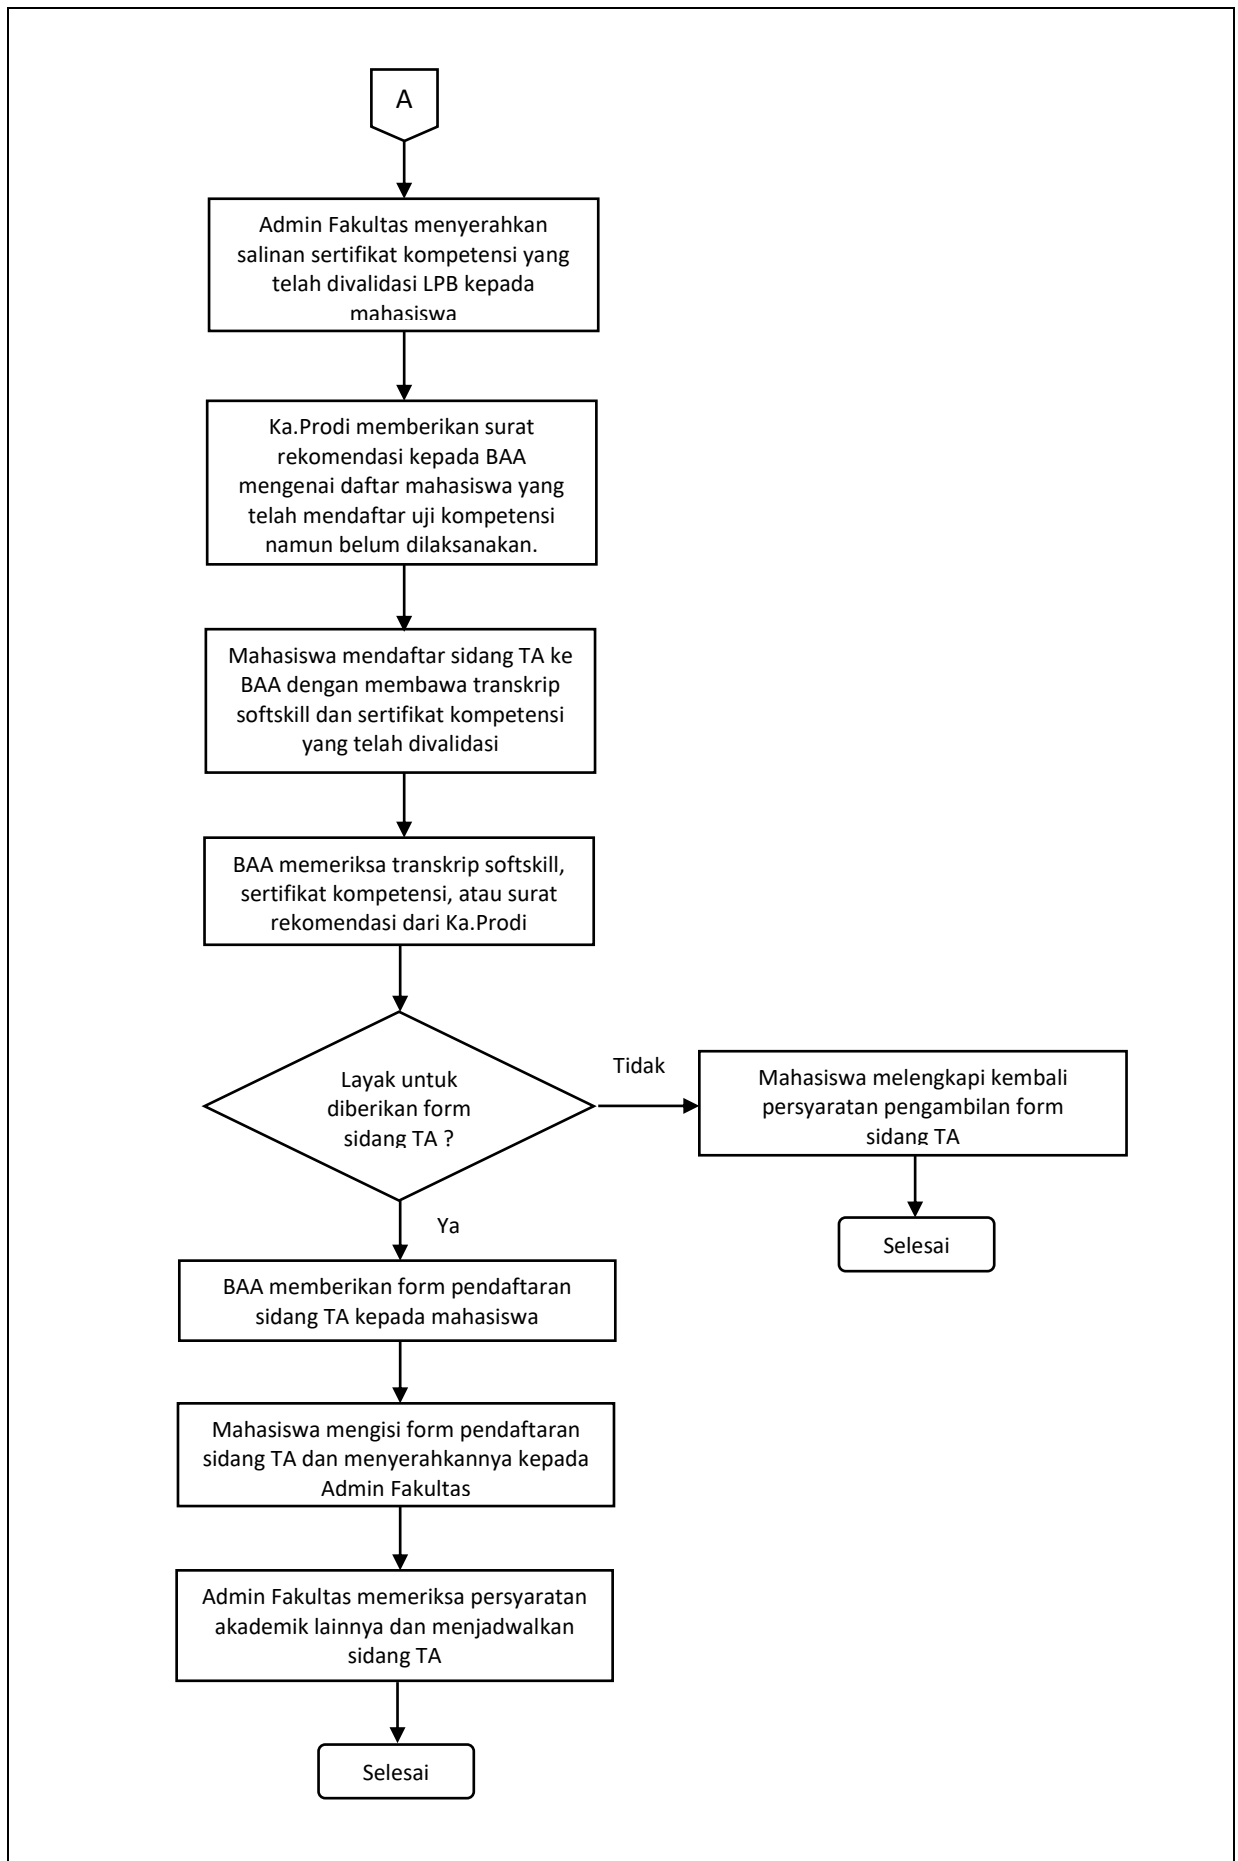 A
Admin Fakultas menyerahkan
salinan sertifikat kompetensi yang
telah divalidasi LPB kepada
mahasiswa
Ka.Prodi memberikan surat
rekomendasi kepada BAA
mengenai daftar mahasiswa yang
telah mendaftar uji kompetensi
namun belum dilaksanakan.
Mahasiswa mendaftar sidang TA ke
BAA dengan membawa transkrip
softskill dan sertifikat kompetensi
yang telah divalidasi
BAA memeriksa transkrip softskill,
sertifikat kompetensi, atau surat
rekomendasi dari Ka.Prodi
Layak untuk
diberikan form
sidang TA ?
Tidak
Mahasiswa melengkapi kembali
persyaratan pengambilan form
sidang TA
Selesai
Ya
BAA memberikan form pendaftaran
sidang TA kepada mahasiswa
Mahasiswa mengisi form pendaftaran
sidang TA dan menyerahkannya kepada
Admin Fakultas
Admin Fakultas memeriksa persyaratan
akademik lainnya dan menjadwalkan
sidang TA
Selesai